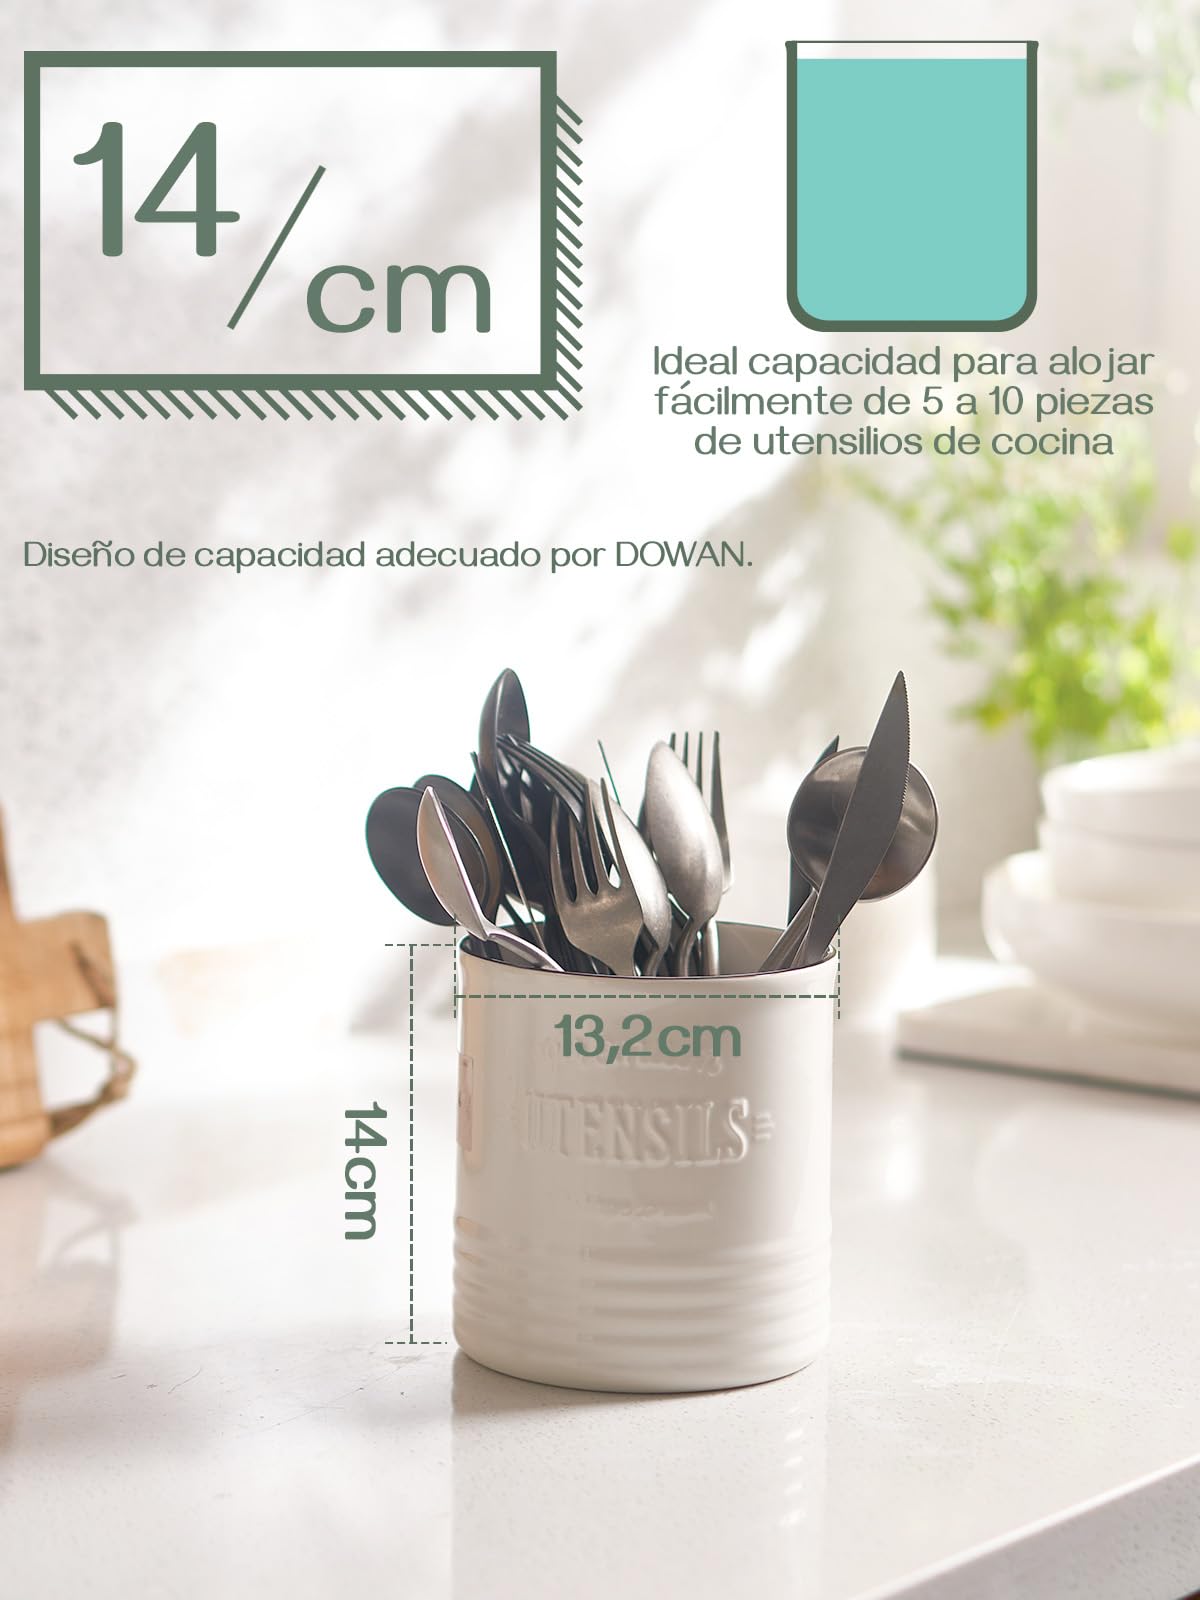 14/cm
Ideal capacidad para alojar
fácilmente de 5 a 10 piezas
de utensilios de cocina
Diseño de capacidad adecuado por DOWAN.
13,2cm
UTENSILS
14cm